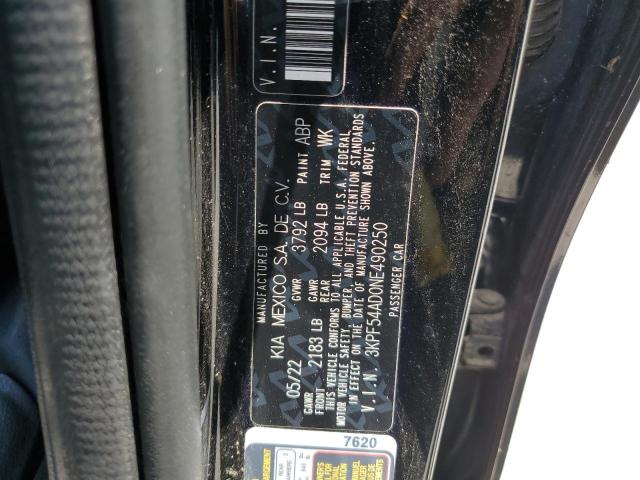 V.I.N.
MANUFACTURED BY
KIA MEXICO S.A. DE C.V.
05/22 GVWR 3792 LB PAINT ABP
GAWR FRONT 2183 LB GAWR REAR 2094 LB TRIM WK
THIS VEHICLE CONFORMS TO ALL APPLICABLE U.S.A. FEDERAL
MOTOR VEHICLE SAFETY, BUMPER, AND THEFT PREVENTION STANDARDS
IN EFFECT ON THE DATE OF MANUFACTURE SHOWN ABOVE.
V.I.N. 3KPF54AD0NE490250
PASSENGER CAR
7620
REAR